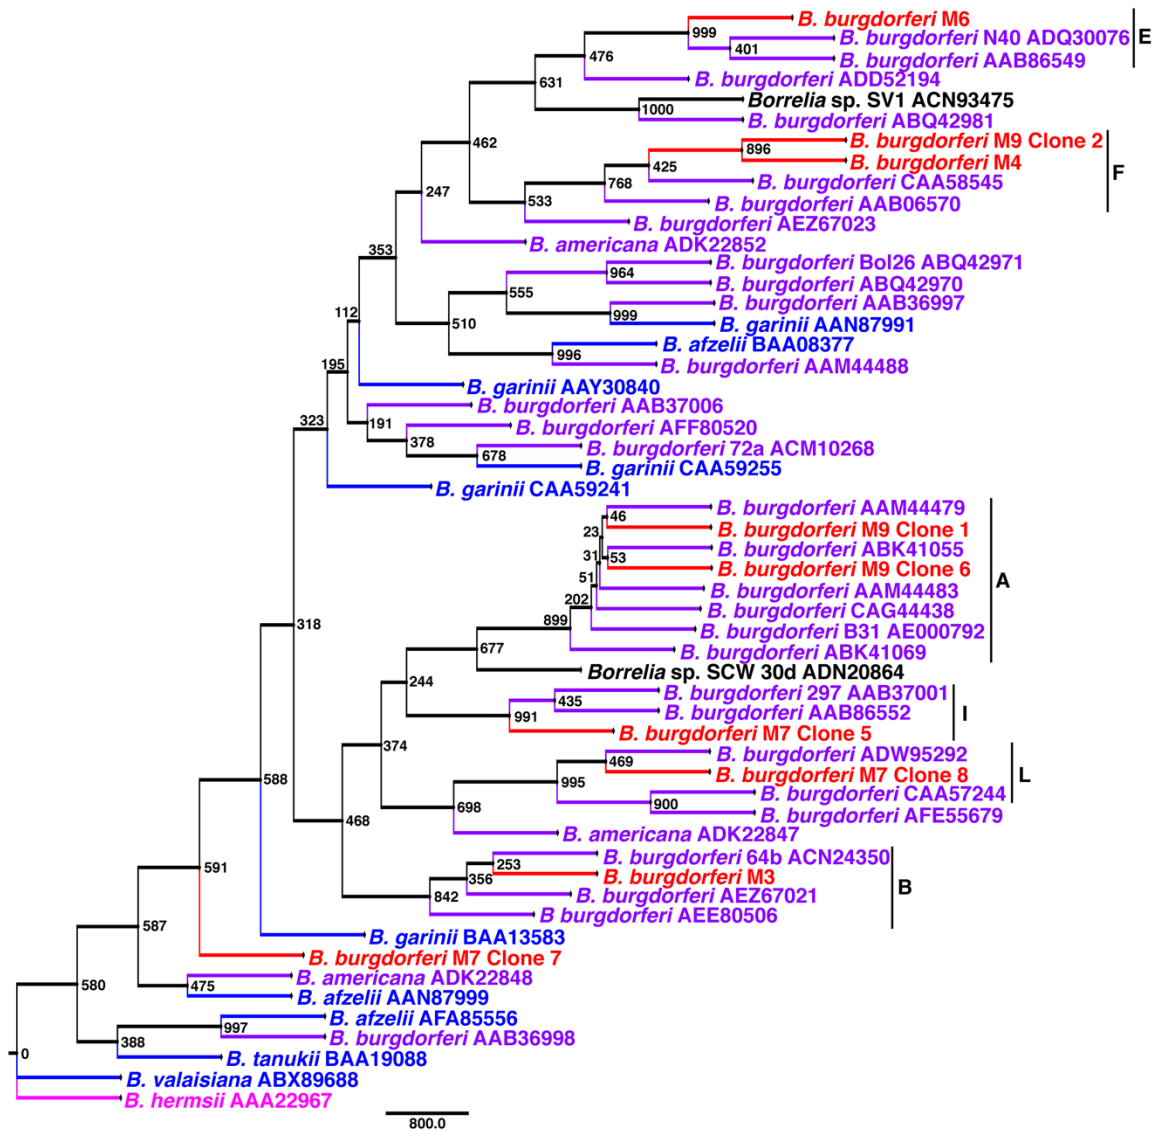 B. burgdorferi M6
999
B. burgdorferi N40 ADQ30076
E
401
476
B. burgdorferi AAB86549
B. burgdorferi ADD52194
631
Borrelia sp. SV1 ACN93475
1000
B. burgdorferi ABQ42981
462
B. burgdorferi M9 Clone 2
896
B. burgdorferi M4
425
F
B. burgdorferi CAA58545
768
247
533
B. burgdorferi AAB06570
B. burgdorferi AEZ67023
B. americana ADK22852
353
B. burgdorferi Bol26 ABQ42971
964
B. burgdorferi ABQ42970
555
B. burgdorferi AAB36997
112
999
510
B. garinii AAN87991
B. afzelii BAA08377
996
B. burgdorferi AAM44488
195
B. garinii AAY30840
B. burgdorferi AAB37006
323
191
B. burgdorferi AFF80520
378
B. burgdorferi 72a ACM10268
678
B. garinii CAA59255
B. garinii CAA59241
B. burgdorferi AAM44479
46
B. burgdorferi M9 Clone 1
23
B. burgdorferi ABK41055
31
53
B. burgdorferi M9 Clone 6
51
A
B. burgdorferi AAM44483
202
B. burgdorferi CAG44438
899
318
B. burgdorferi B31 AE000792
677
B. burgdorferi ABK41069
Borrelia sp. SCW 30d ADN20864
244
B. burgdorferi 297 AAB37001
435
I
B. burgdorferi AAB86552
991
B. burgdorferi M7 Clone 5
374
B. burgdorferi ADW95292
469
B. burgdorferi M7 Clone 8
L
588
995
B. burgdorferi CAA57244
900
698
B. burgdorferi AFE55679
468
B. americana ADK22847
B. burgdorferi 64b ACN24350
253
591
B. burgdorferi M3
356
B
842
B. burgdorferi AEZ67021
B burgdorferi AEE80506
587
B. garinii BAA13583
B. burgdorferi M7 Clone 7
B. americana ADK22848
580
475
B. afzelii AAN87999
B. afzelii AFA85556
997
B. burgdorferi AAB36998
388
0
B. tanukii BAA19088
B. valaisiana ABX89688
B. hermsii AAA22967
800.0